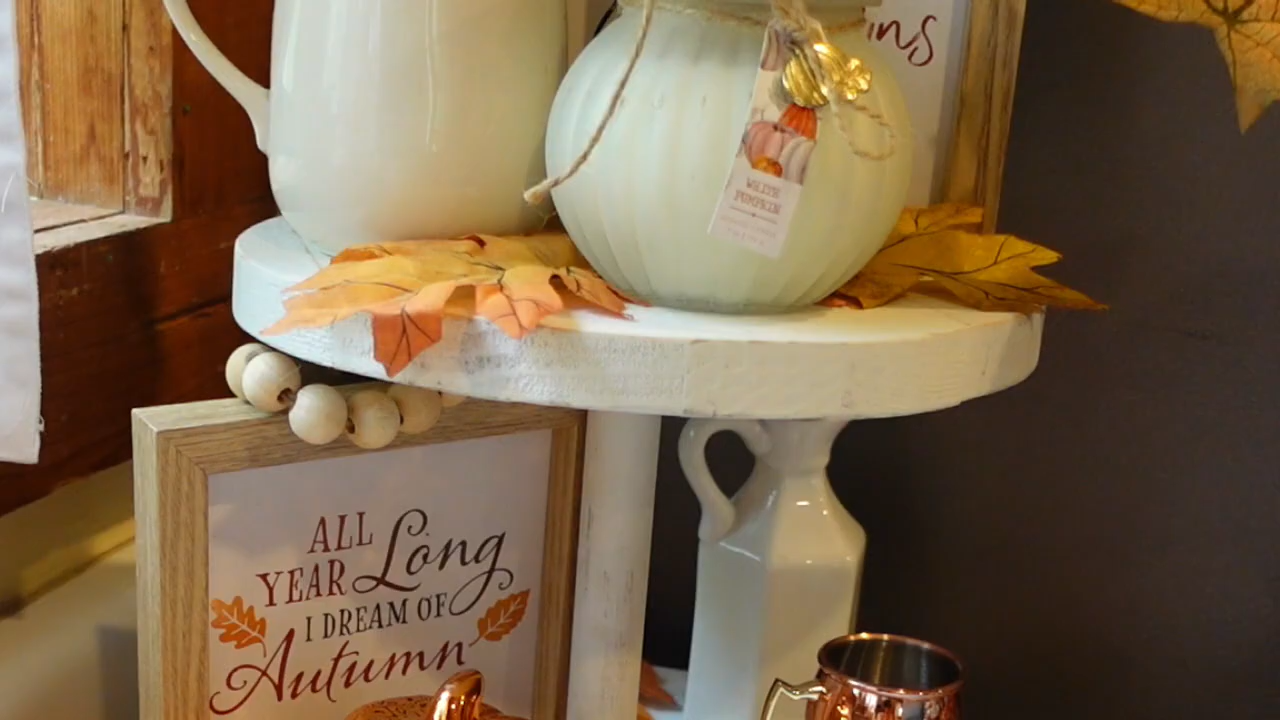 WHITE
PUMPKIN
ALL
YEAR Long
I DREAM OF
Autumn